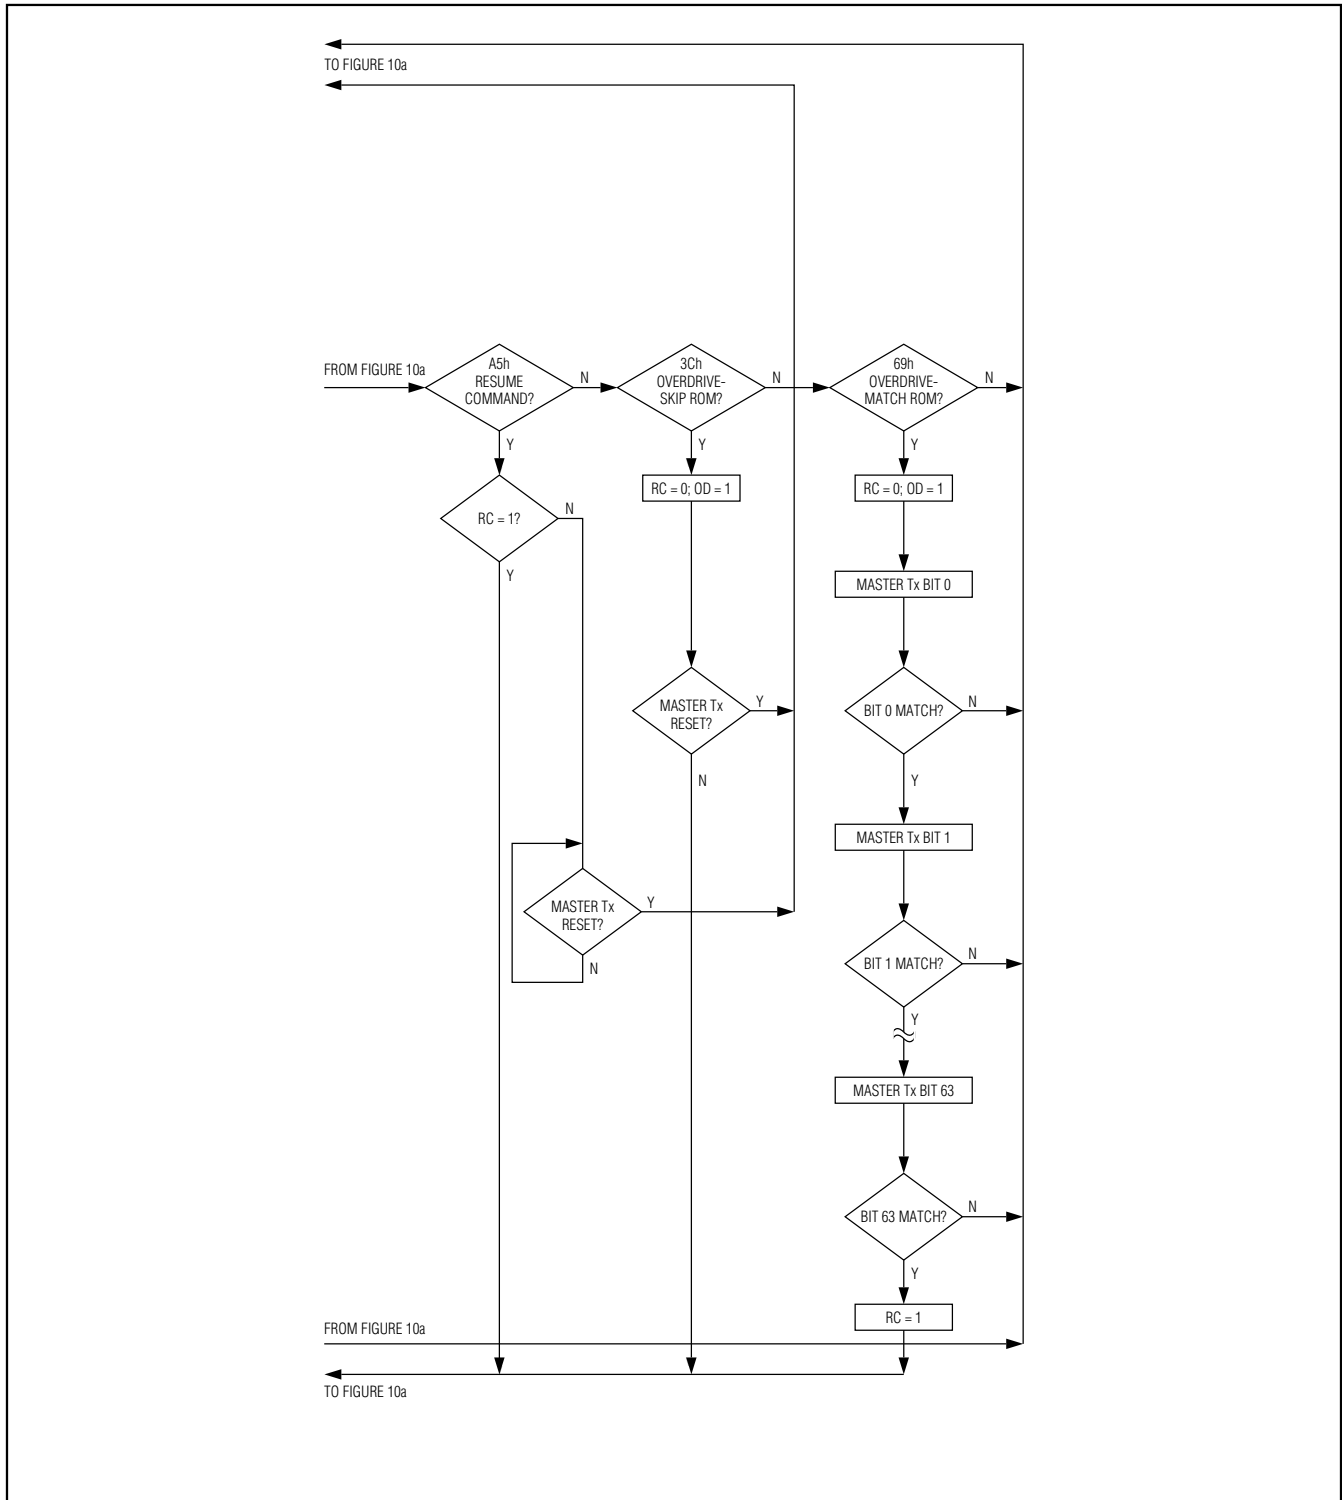 TO FIGURE 10a
FROM FIGURE 10a
A5h
RESUME
COMMAND?
N
3Ch
OVERDRIVE-
SKIP ROM?
N
69h
OVERDRIVE-
MATCH ROM?
N
Y
Y
Y
RC = 1?
N
Y
RC = 0; OD = 1
RC = 0; OD = 1
MASTER Tx BIT 0
MASTER Tx
RESET?
Y
N
BIT 0 MATCH?
N
Y
MASTER Tx BIT 1
MASTER Tx
RESET?
Y
N
BIT 1 MATCH?
N
Y
MASTER Tx BIT 63
BIT 63 MATCH?
N
Y
RC = 1
FROM FIGURE 10a
TO FIGURE 10a